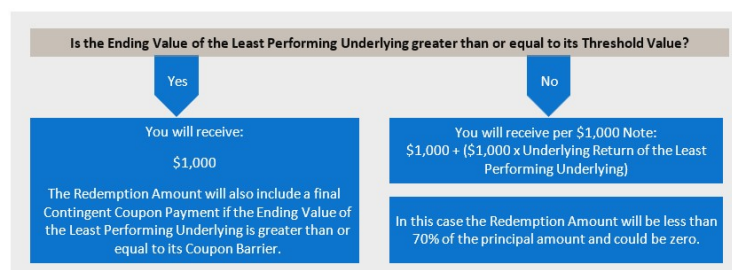 Is the Ending Value of the Least Performing Underlying greater than or equal to its Threshold Value?
Yes
No
You will receive:
$1,000
The Redemption Amount will also include a final
Contingent Coupon Payment if the Ending Value of
the Least Performing Underlying is greater than or
equal to its Coupon Barrier.
You will receive per $1,000 Note:
$1,000 + ($1,000 x Underlying Return of the Least
Performing Underlying)
In this case the Redemption Amount will be less than
70% of the principal amount and could be zero.